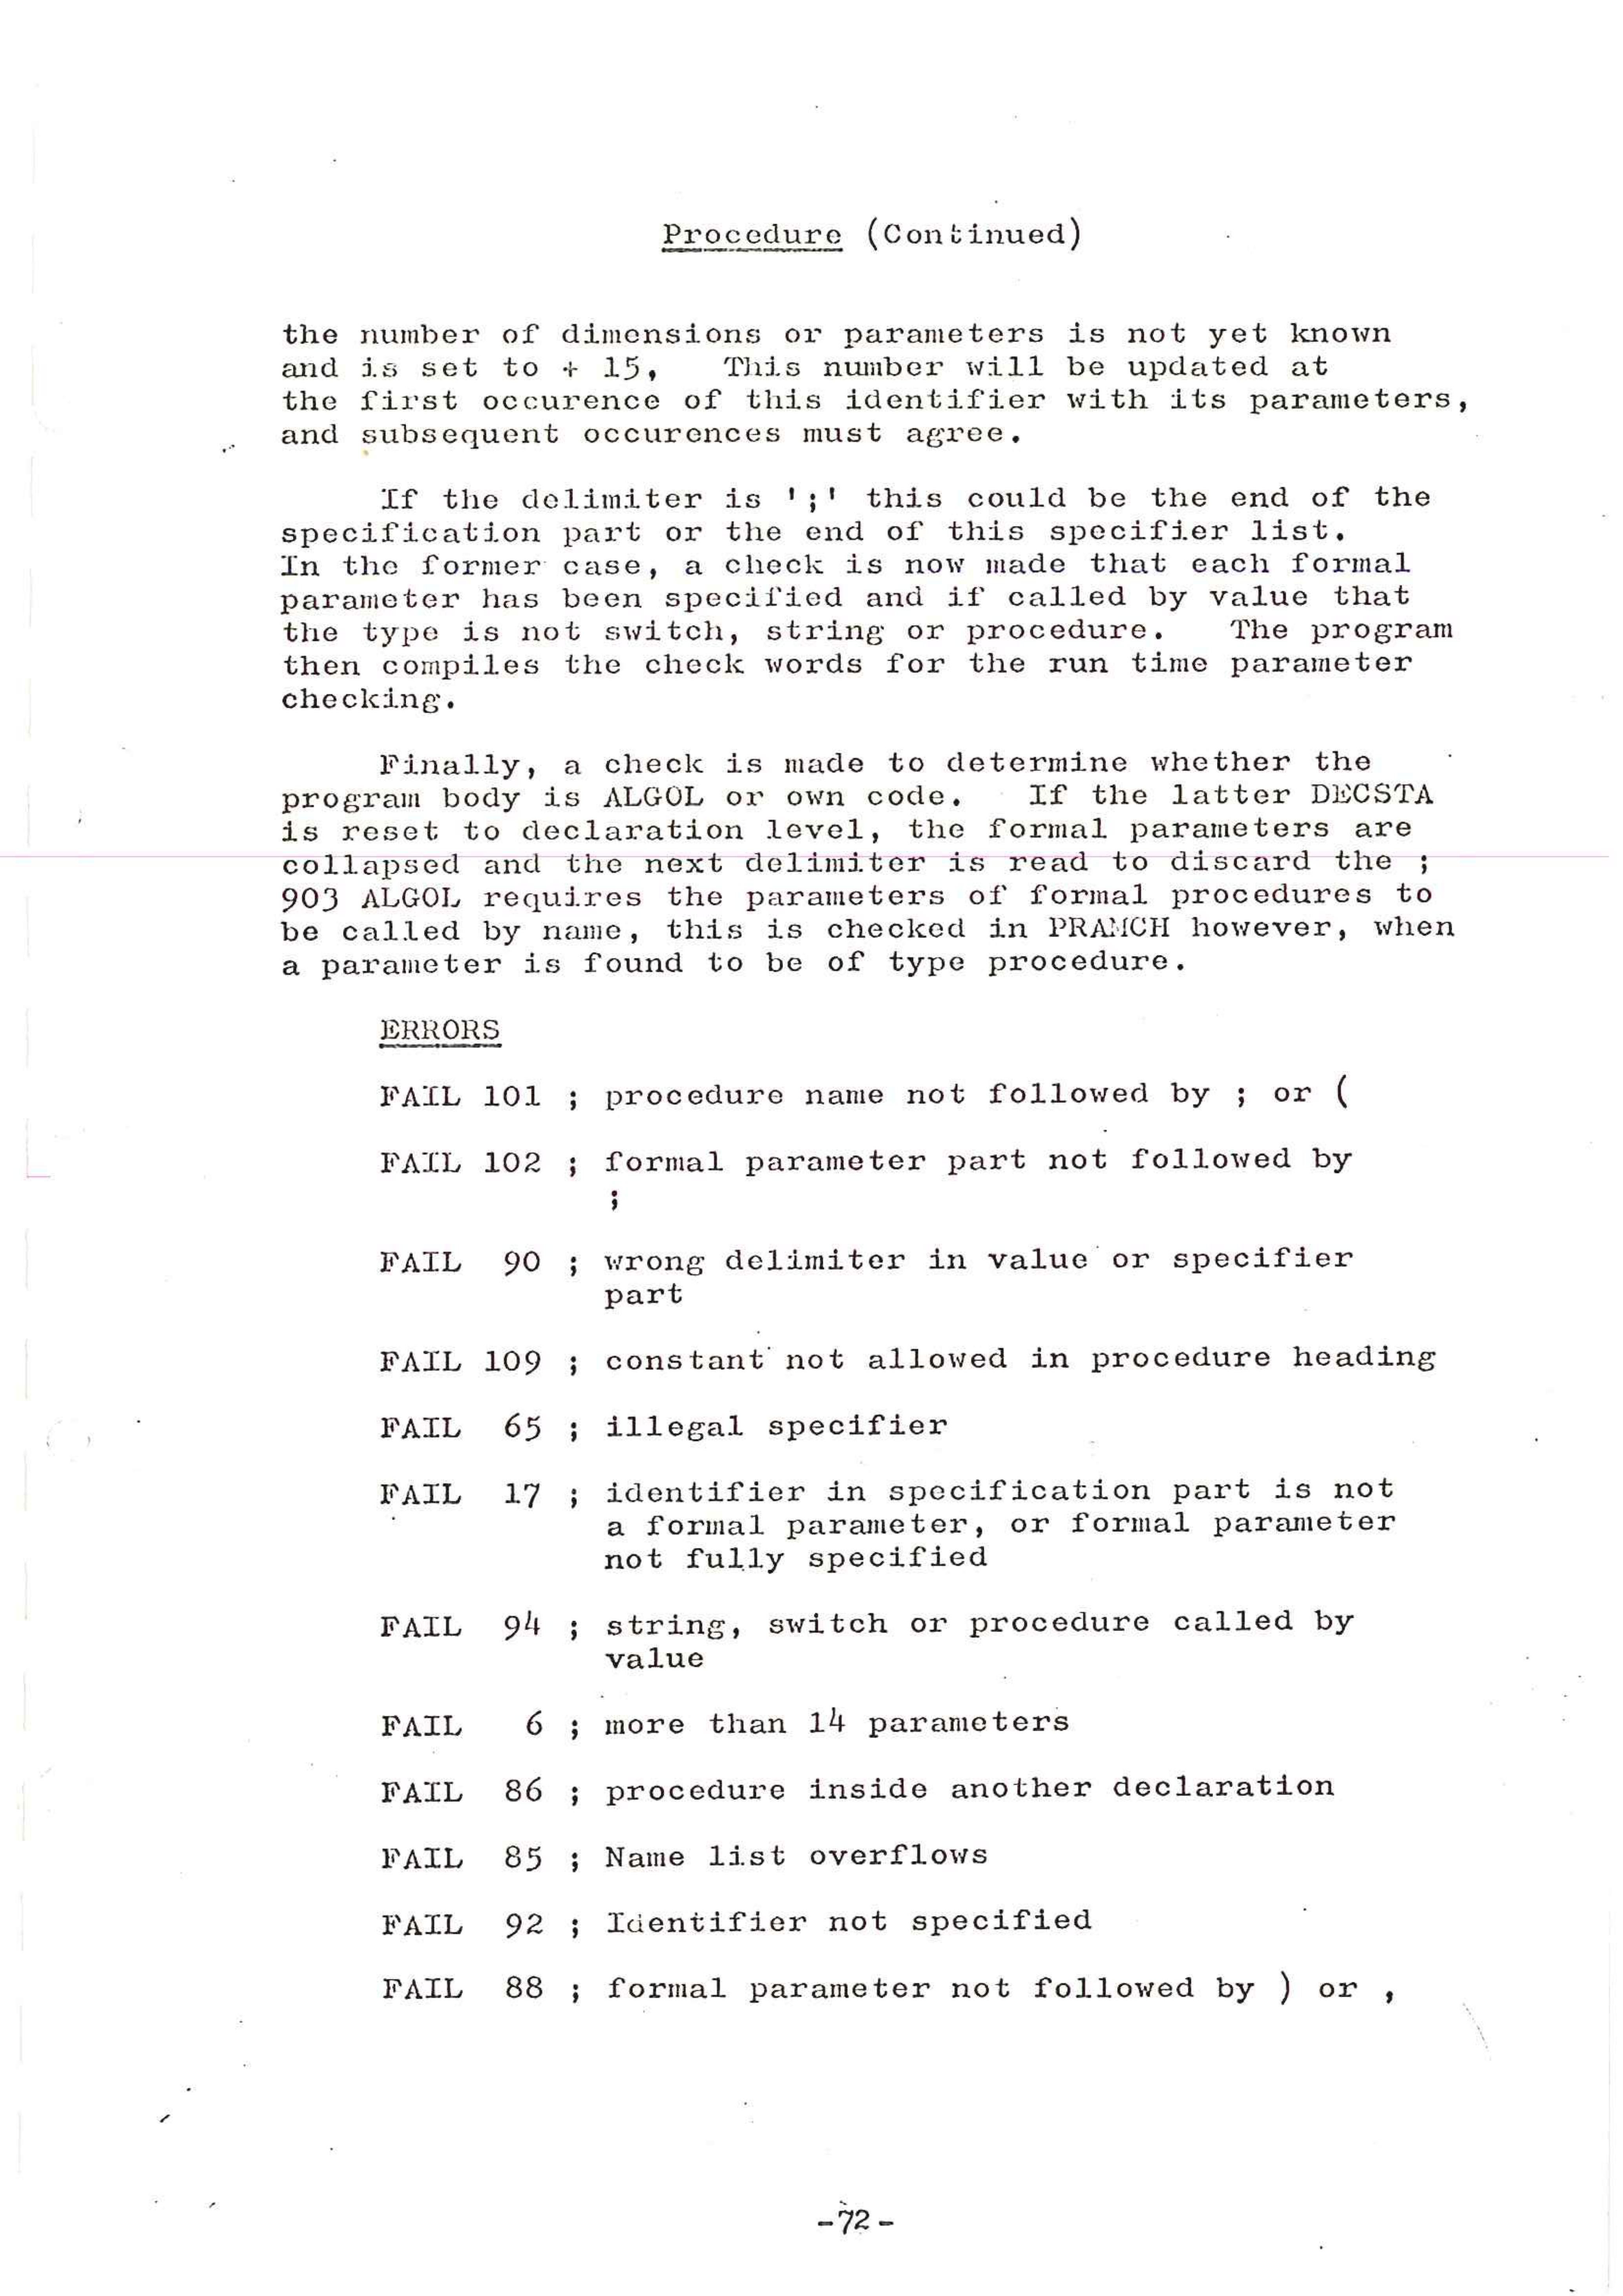 Procedure (Continued)
the number of dimensions or parameters is not yet known
and is set to + 15, This number will be updated at
the first occurence of this identifier with its parameters,
and subsequent occurences must agree.
If the delimiter is ';' this could be the end of the
specification part or the end of this specifier list.
In the former case, a check is now made that each formal
parameter has been specified and if called by value that
the type is not switch, string or procedure. The program
then compiles the check words for the run time parameter
checking.
Finally, a check is made to determine whether the
program body is ALGOL or own code. If the latter DECSTA
is reset to declaration level, the formal parameters are
collapsed and the next delimiter is read to discard the ;
903 ALGOL requires the parameters of formal procedures to
be called by name, this is checked in PRAMCH however, when
a parameter is found to be of type procedure.
ERRORS
FAIL 101 ; procedure name not followed by ; or (
FAIL 102 ; formal parameter part not followed by
;
FAIL 90 ; wrong delimiter in value or specifier
part
FAIL 109 ; constant not allowed in procedure heading
FAIL 65 ; illegal specifier
FAIL 17 ; identifier in specification part is not
a formal parameter, or formal parameter
not fully specified
FAIL 94 ; string, switch or procedure called by
value
FAIL 6 ; more than 14 parameters
FAIL 86 ; procedure inside another declaration
FAIL 85 ; Name list overflows
FAIL 92 ; Identifier not specified
FAIL 88 ; formal parameter not followed by ) or ,
-72-